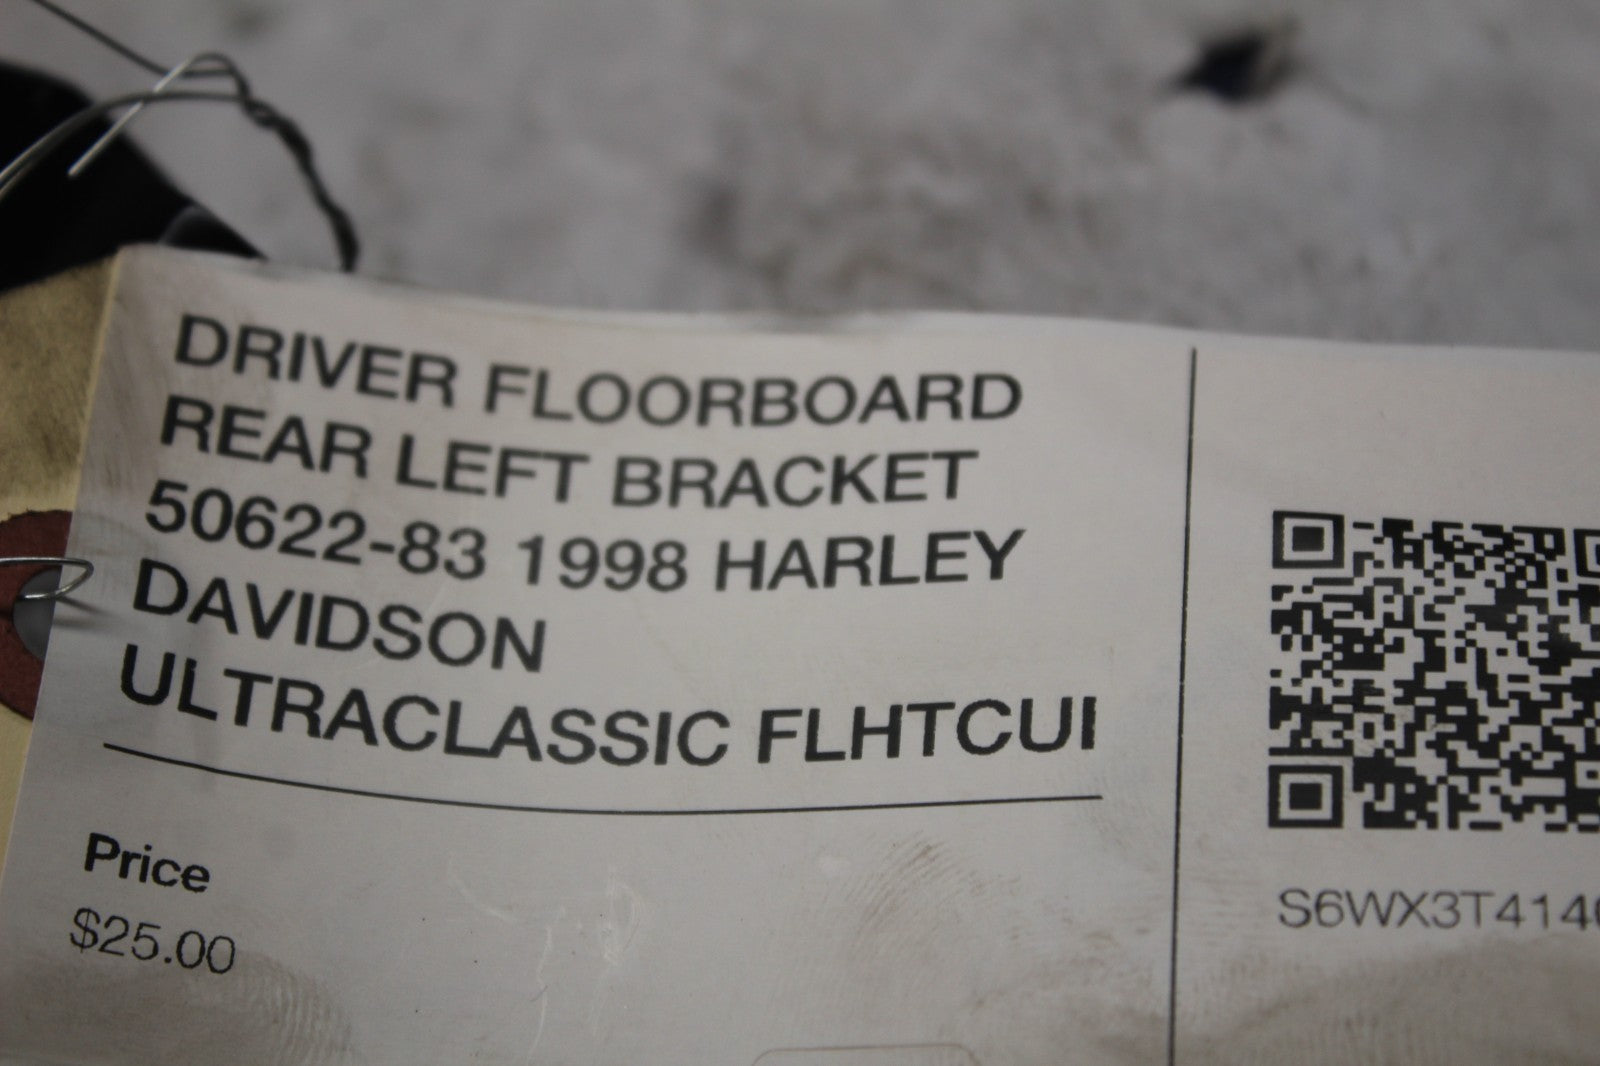 DRIVER FLOORBOARD
REAR LEFT BRACKET
50622-83 1998 HARLEY
DAVIDSON
ULTRACLASSIC FLHTCUI
Price
$25.00